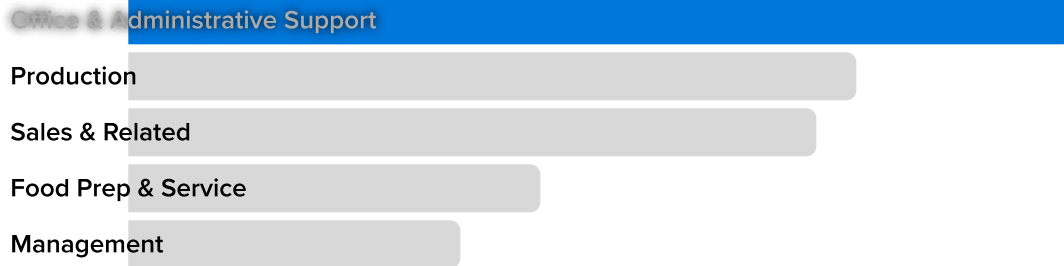 Office & Administrative Support
Production
Sales & Related
Food Prep & Service
Management